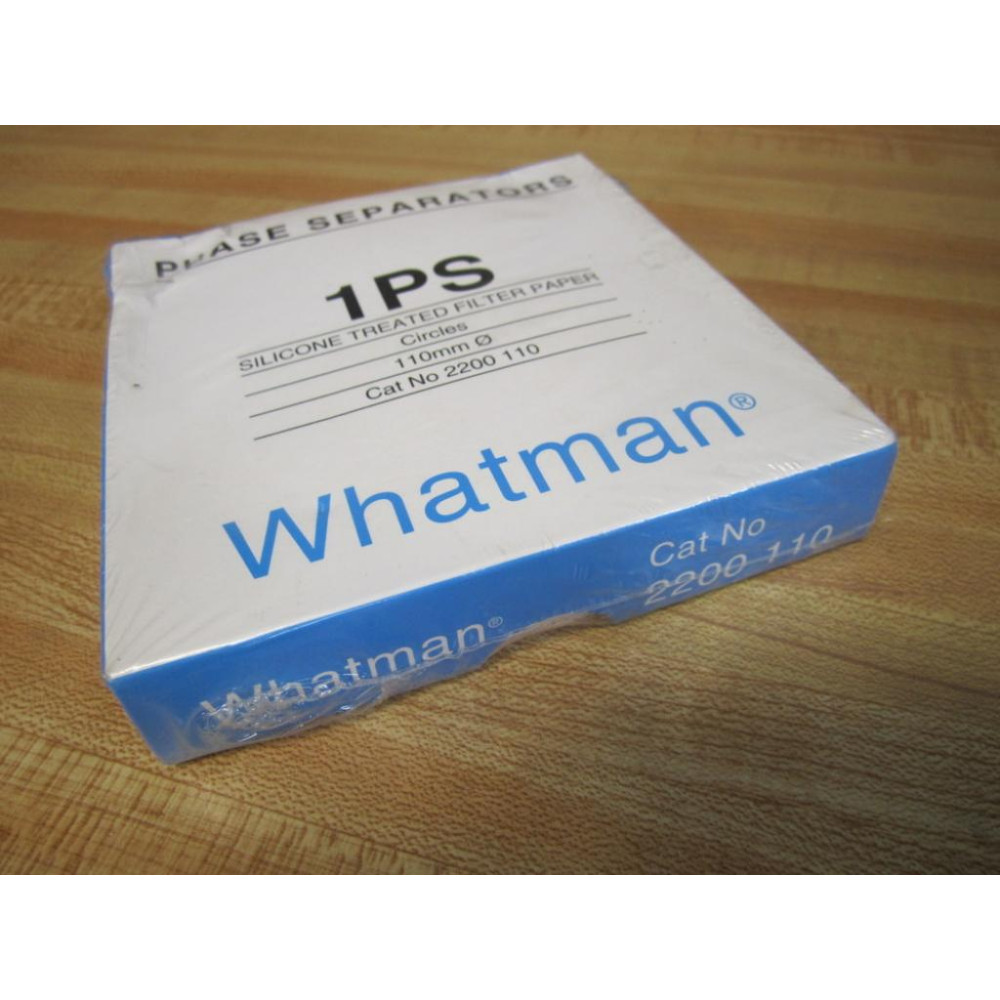 PHASE SEPARATORS
1PS
SILICONE TREATED FILTER PAPER
Circles
110mm Ø
Cat No 2200 110
Whatman®
Whatman®
Cat No
2200 110